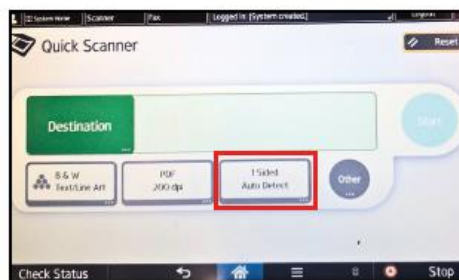 System Home Scanner Fax Logged in: [System created.]
Quick Scanner
Reset
Destination
Start
B & W
Text/Line Art
PDF
200 dpi
1 Sided
Auto Detect
Other
Check Status
Stop